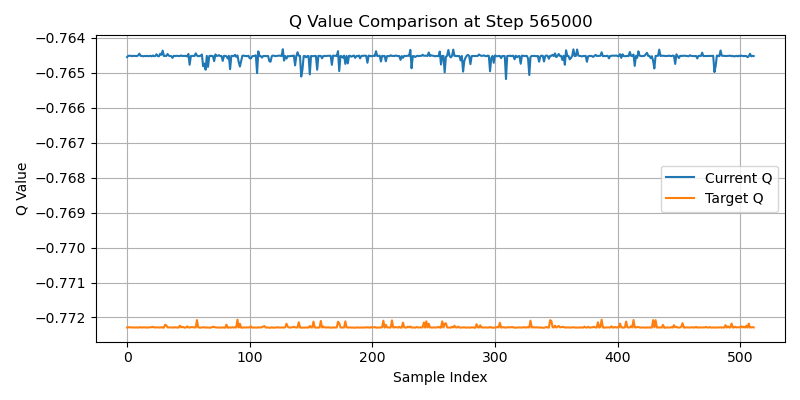 Q Value Comparison at Step 565000
−0.764
−0.765
−0.766
−0.767
−0.768
−0.769
−0.770
−0.771
−0.772
Q Value
Current Q
Target Q
0 100 200 300 400 500
Sample Index